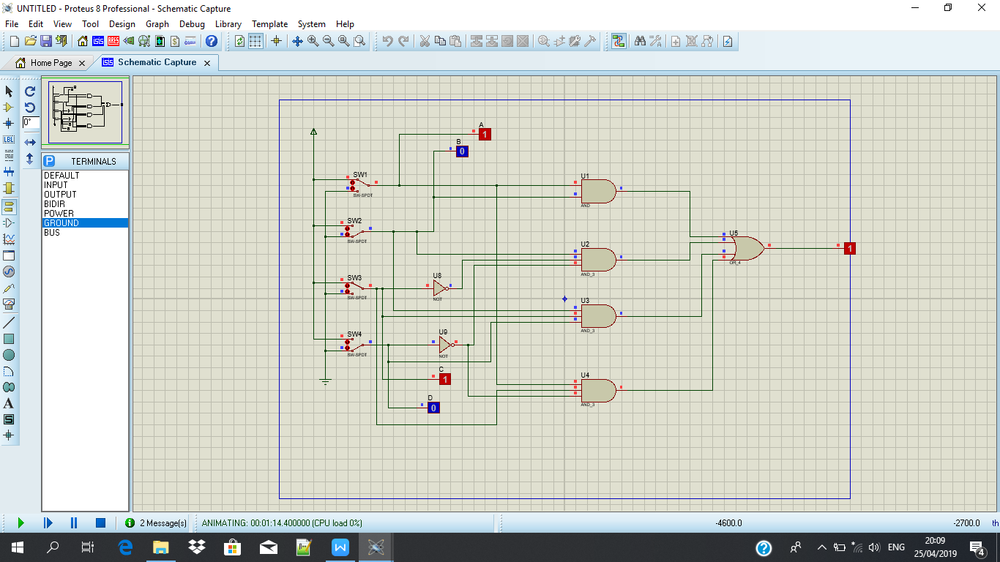 UNTITLED - Proteus 8 Professional - Schematic Capture
File Edit View Tool Design Graph Debug Library Template System Help
Home Page
Schematic Capture
0°
LBL
P TERMINALS
DEFAULT
INPUT
OUTPUT
BIDIR
POWER
GROUND
BUS
A
1
B
0
SW1
SW-SPDT
U1
AND
SW2
SW-SPDT
U5
OR_4
1
U2
AND_3
SW3
SW-SPDT
U8
NOT
U3
AND_3
SW4
SW-SPDT
U9
NOT
C
1
U4
AND_3
D
0
A
S
2 Message(s)
ANIMATING: 00:01:14.400000 (CPU load 0%)
-4600.0
-2700.0
th
ENG
20:09
25/04/2019
4